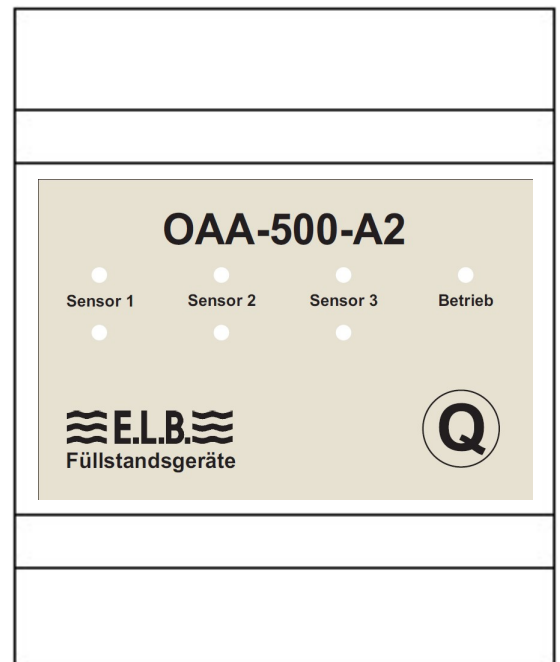 OAA-500-A2
Sensor 1 Sensor 2 Sensor 3 Betrieb
E.L.B.
Füllstandsgeräte
Q